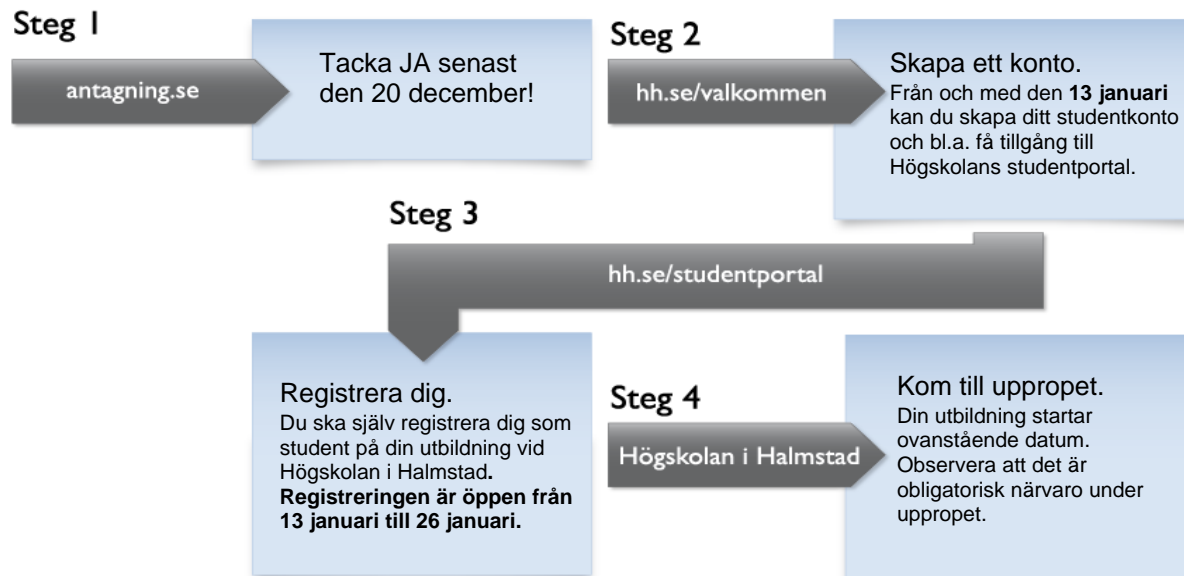 Steg 1
antagning.se
Tacka JA senast
den 20 december!
Steg 2
hh.se/valkommen
Skapa ett konto.
Från och med den 13 januari
kan du skapa ditt studentkonto
och bl.a. få tillgång till
Högskolans studentportal.
Steg 3
hh.se/studentportal
Registrera dig.
Du ska själv registrera dig som
student på din utbildning vid
Högskolan i Halmstad.
Registreringen är öppen från
13 januari till 26 januari.
Steg 4
Högskolan i Halmstad
Kom till uppropet.
Din utbildning startar
ovanstående datum.
Observera att det är
obligatorisk närvaro under
uppropet.